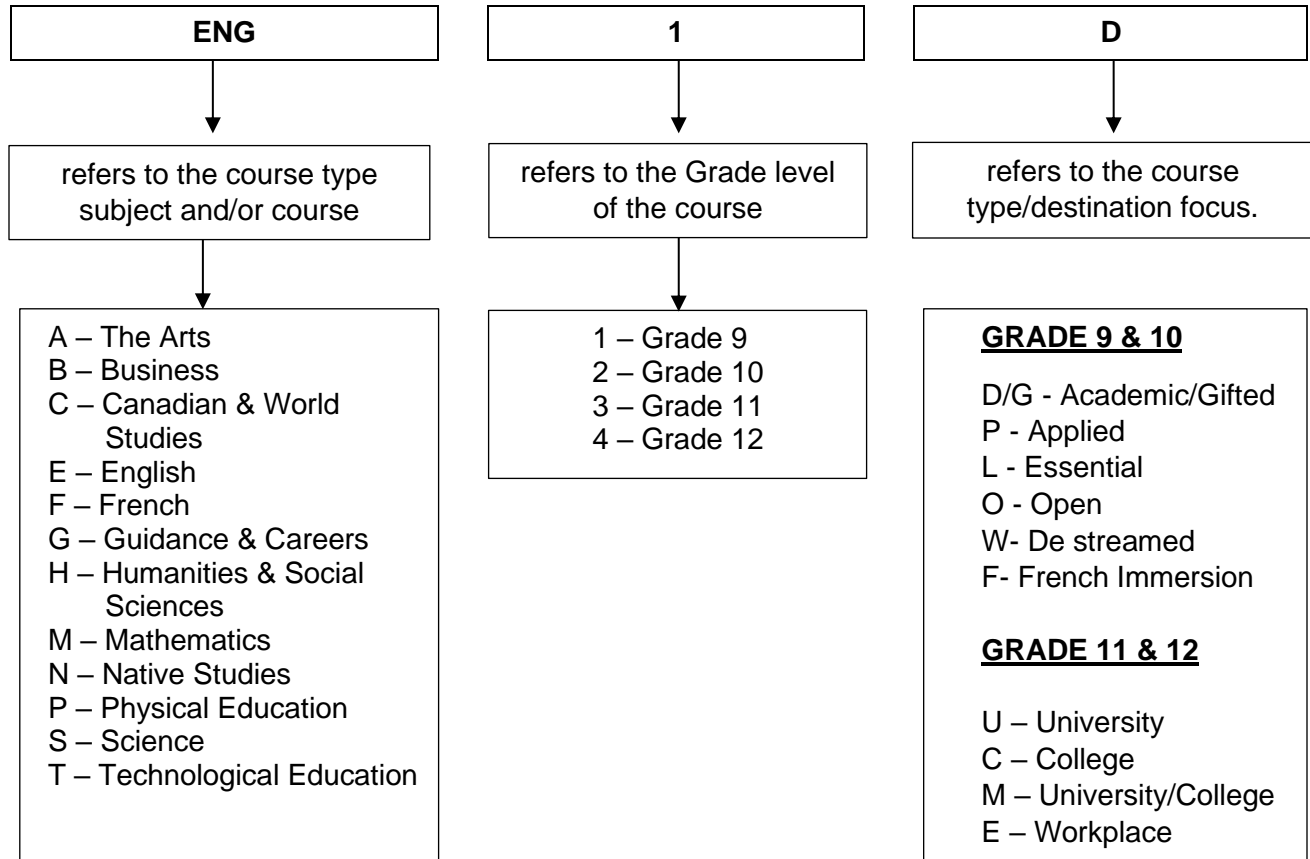 ENG
1
D
refers to the course type
subject and/or course
refers to the Grade level
of the course
refers to the course
type/destination focus.
A – The Arts
B – Business
C – Canadian & World
Studies
E – English
F – French
G – Guidance & Careers
H – Humanities & Social
Sciences
M – Mathematics
N – Native Studies
P – Physical Education
S – Science
T – Technological Education
1 – Grade 9
2 – Grade 10
3 – Grade 11
4 – Grade 12
GRADE 9 & 10
D/G - Academic/Gifted
P - Applied
L - Essential
O - Open
W- De streamed
F- French Immersion
GRADE 11 & 12
U – University
C – College
M – University/College
E – Workplace